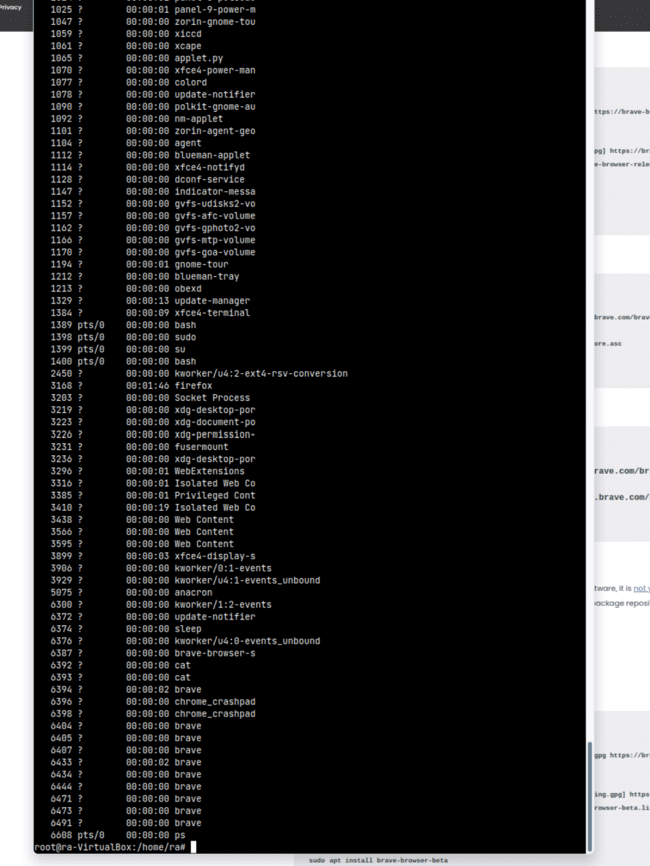 Privacy
1025 ? 00:00:01 panel-9-power-m
1047 ? 00:00:00 zorin-gnome-tou
1059 ? 00:00:00 xiccd
1061 ? 00:00:00 xcape
1065 ? 00:00:00 applet.py
1070 ? 00:00:00 xfce4-power-man
1077 ? 00:00:00 colord
1078 ? 00:00:00 update-notifier
1090 ? 00:00:00 polkit-gnome-au
1092 ? 00:00:00 nm-applet
1101 ? 00:00:00 zorin-agent-geo
1104 ? 00:00:00 agent
1112 ? 00:00:00 blueman-applet
1114 ? 00:00:00 xfce4-notifyd
1128 ? 00:00:00 dconf-service
1147 ? 00:00:00 indicator-messa
1152 ? 00:00:00 gvfs-udisks2-vo
1157 ? 00:00:00 gvfs-afc-volume
1162 ? 00:00:00 gvfs-gphoto2-vo
1166 ? 00:00:00 gvfs-mtp-volume
1170 ? 00:00:00 gvfs-goa-volume
1194 ? 00:00:01 gnome-tour
1212 ? 00:00:00 blueman-tray
1213 ? 00:00:00 obexd
1329 ? 00:00:13 update-manager
1384 ? 00:00:09 xfce4-terminal
1389 pts/0 00:00:00 bash
1398 pts/0 00:00:00 sudo
1399 pts/0 00:00:00 su
1400 pts/0 00:00:00 bash
2450 ? 00:00:00 kworker/u4:2-ext4-rsv-conversion
3168 ? 00:01:46 firefox
3203 ? 00:00:00 Socket Process
3219 ? 00:00:00 xdg-desktop-por
3223 ? 00:00:00 xdg-document-po
3226 ? 00:00:00 xdg-permission-
3231 ? 00:00:00 fusermount
3236 ? 00:00:00 xdg-desktop-por
3296 ? 00:00:01 WebExtensions
3316 ? 00:00:01 Isolated Web Co
3385 ? 00:00:01 Privileged Cont
3410 ? 00:00:19 Isolated Web Co
3438 ? 00:00:00 Web Content
3566 ? 00:00:00 Web Content
3595 ? 00:00:00 Web Content
3899 ? 00:00:03 xfce4-display-s
3906 ? 00:00:00 kworker/0:1-events
3929 ? 00:00:00 kworker/u4:1-events_unbound
5075 ? 00:00:00 anacron
6300 ? 00:00:00 kworker/1:2-events
6372 ? 00:00:00 update-notifier
6374 ? 00:00:00 sleep
6376 ? 00:00:00 kworker/u4:0-events_unbound
6387 ? 00:00:00 brave-browser-s
6392 ? 00:00:00 cat
6393 ? 00:00:00 cat
6394 ? 00:00:02 brave
6396 ? 00:00:00 chrome_crashpad
6398 ? 00:00:00 chrome_crashpad
6404 ? 00:00:00 brave
6405 ? 00:00:00 brave
6407 ? 00:00:00 brave
6433 ? 00:00:02 brave
6434 ? 00:00:00 brave
6444 ? 00:00:00 brave
6471 ? 00:00:00 brave
6473 ? 00:00:00 brave
6491 ? 00:00:00 brave
6608 pts/0 00:00:00 ps
root@ra-VirtualBox:/home/ra#
ttps://brave-b
pg] https://br
e-browser-rele
brave.com/brav
ore.asc
rave.com/br
.brave.com/
tware, it is not y
package reposit
gpg https://br
ing.gpg] https
rowser-beta.li
sudo apt install brave-browser-beta